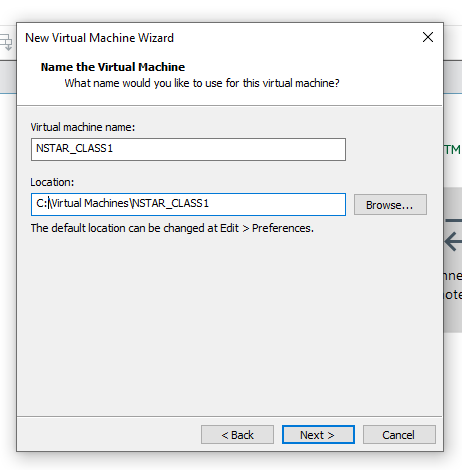 New Virtual Machine Wizard
Name the Virtual Machine
What name would you like to use for this virtual machine?
Virtual machine name:
NSTAR_CLASS1
Location:
C:\Virtual Machines\NSTAR_CLASS1
Browse...
The default location can be changed at Edit > Preferences.
< Back
Next >
Cancel
TM